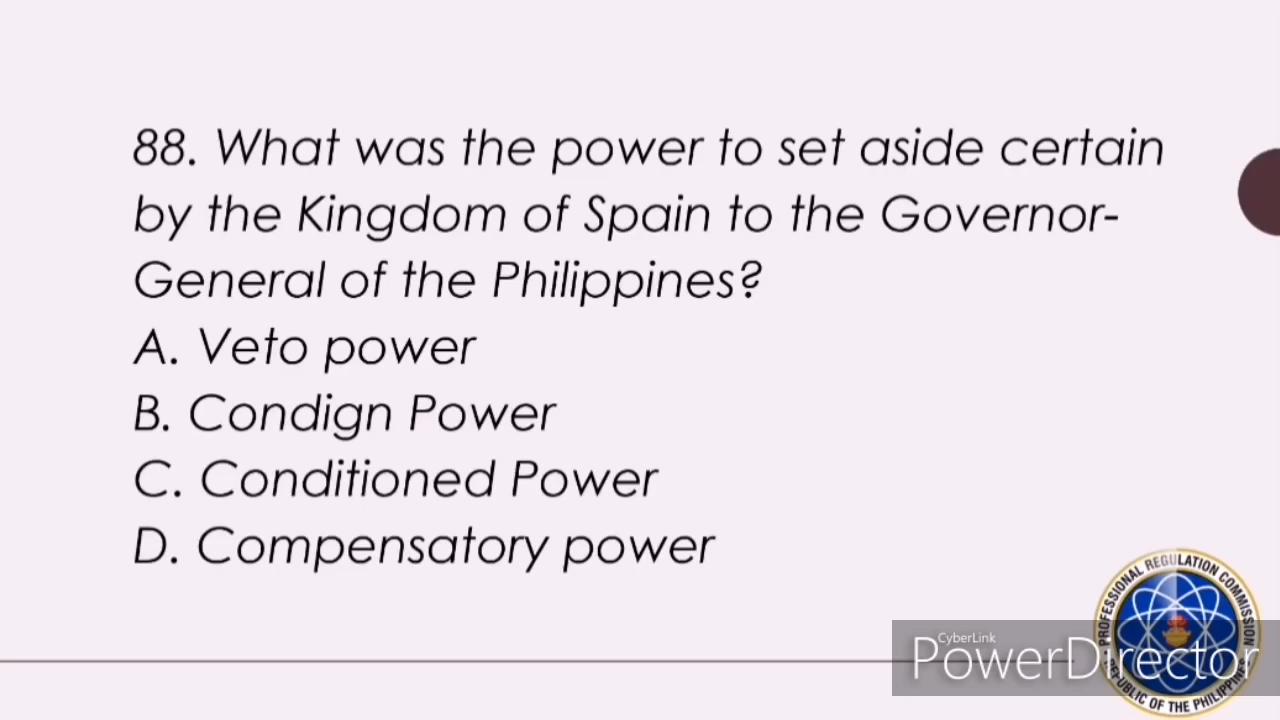 88. What was the power to set aside certain
by the Kingdom of Spain to the Governor-
General of the Philippines?
A. Veto power
B. Condign Power
C. Conditioned Power
D. Compensatory power
PROFESSIONAL REGULATION COMMISSION
CyberLink
PowerDirector
REPUBLIC OF THE PHILIPPINES